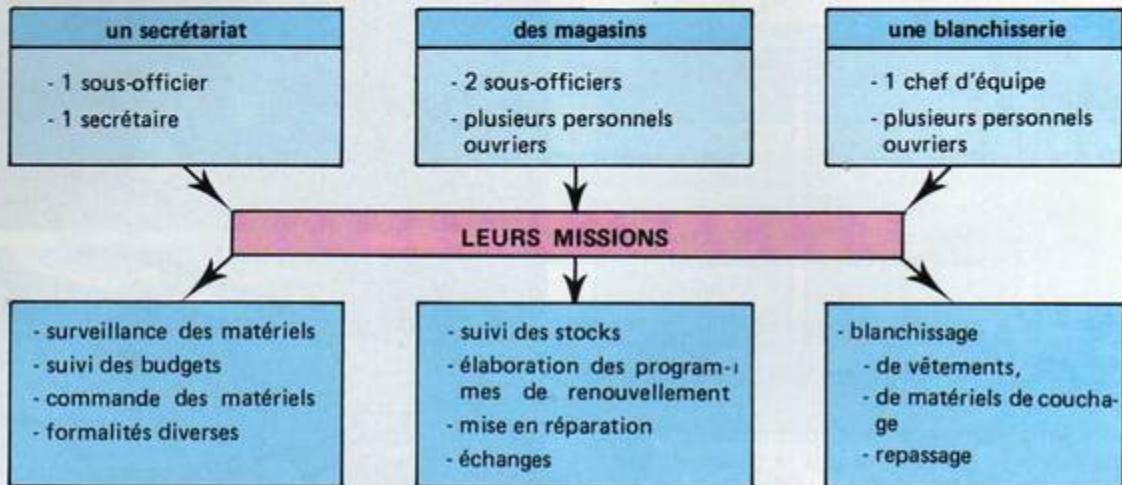 un secrétariat
- 1 sous-officier
- 1 secrétaire
des magasins
- 2 sous-officiers
- plusieurs personnels
ouvriers
une blanchisserie
- 1 chef d'équipe
- plusieurs personnels
ouvriers
LEURS MISSIONS
- surveillance des matériels
- suivi des budgets
- commande des matériels
- formalités diverses
- suivi des stocks
- élaboration des program-
mes de renouvellement
- mise en réparation
- échanges
- blanchissage
- de vêtements,
- de matériels de coucha-
ge
- repassage